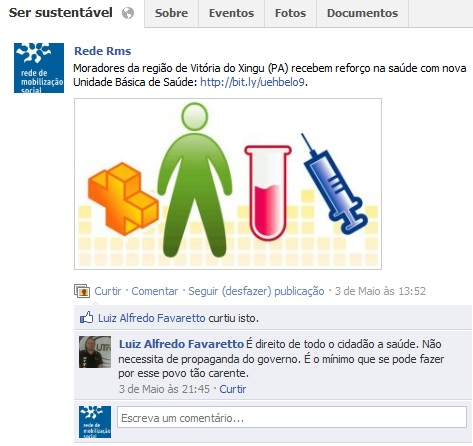 Ser sustentável Sobre Eventos Fotos Documentos
rede de
mobilização
social
Rede Rms
Moradores da região de Vitória do Xingu (PA) recebem reforço na saúde com nova
Unidade Básica de Saúde: http://bit.ly/uehbelo9.
Curtir · Comentar · Seguir (desfazer) publicação · 3 de Maio às 13:52
Luiz Alfredo Favaretto curtiu isto.
Luiz Alfredo Favaretto É direito de todo o cidadão a saúde. Não
necessita de propaganda do governo. É o mínimo que se pode fazer
por esse povo tão carente.
3 de Maio às 21:45 · Curtir
rede de
mobilização
social
Escreva um comentário...